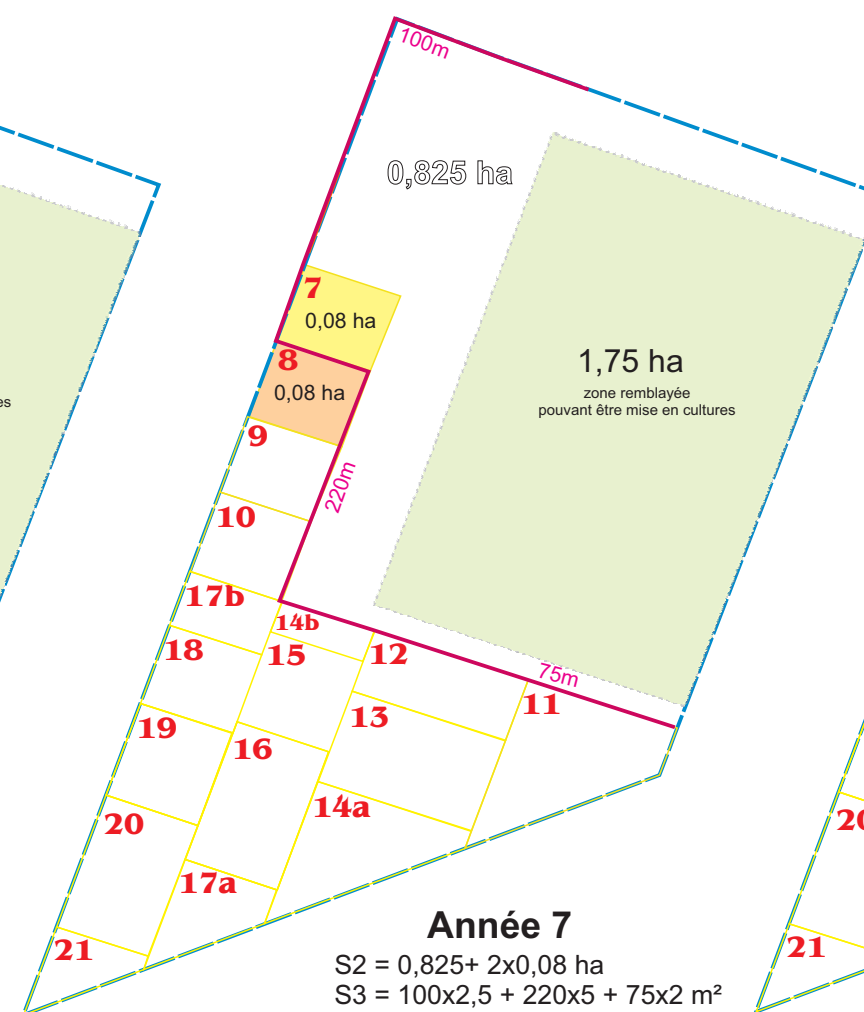 100m
0,825 ha
7
0,08 ha
8
0,08 ha
1,75 ha
zone remblayée
pouvant être mise en cultures
es
9
220m
10
17b
14b
18
15
12
75m
11
19
13
16
20
14a
20
17a
21
21
Année 7
S2 = 0,825+ 2x0,08 ha
S3 = 100x2,5 + 220x5 + 75x2 m²